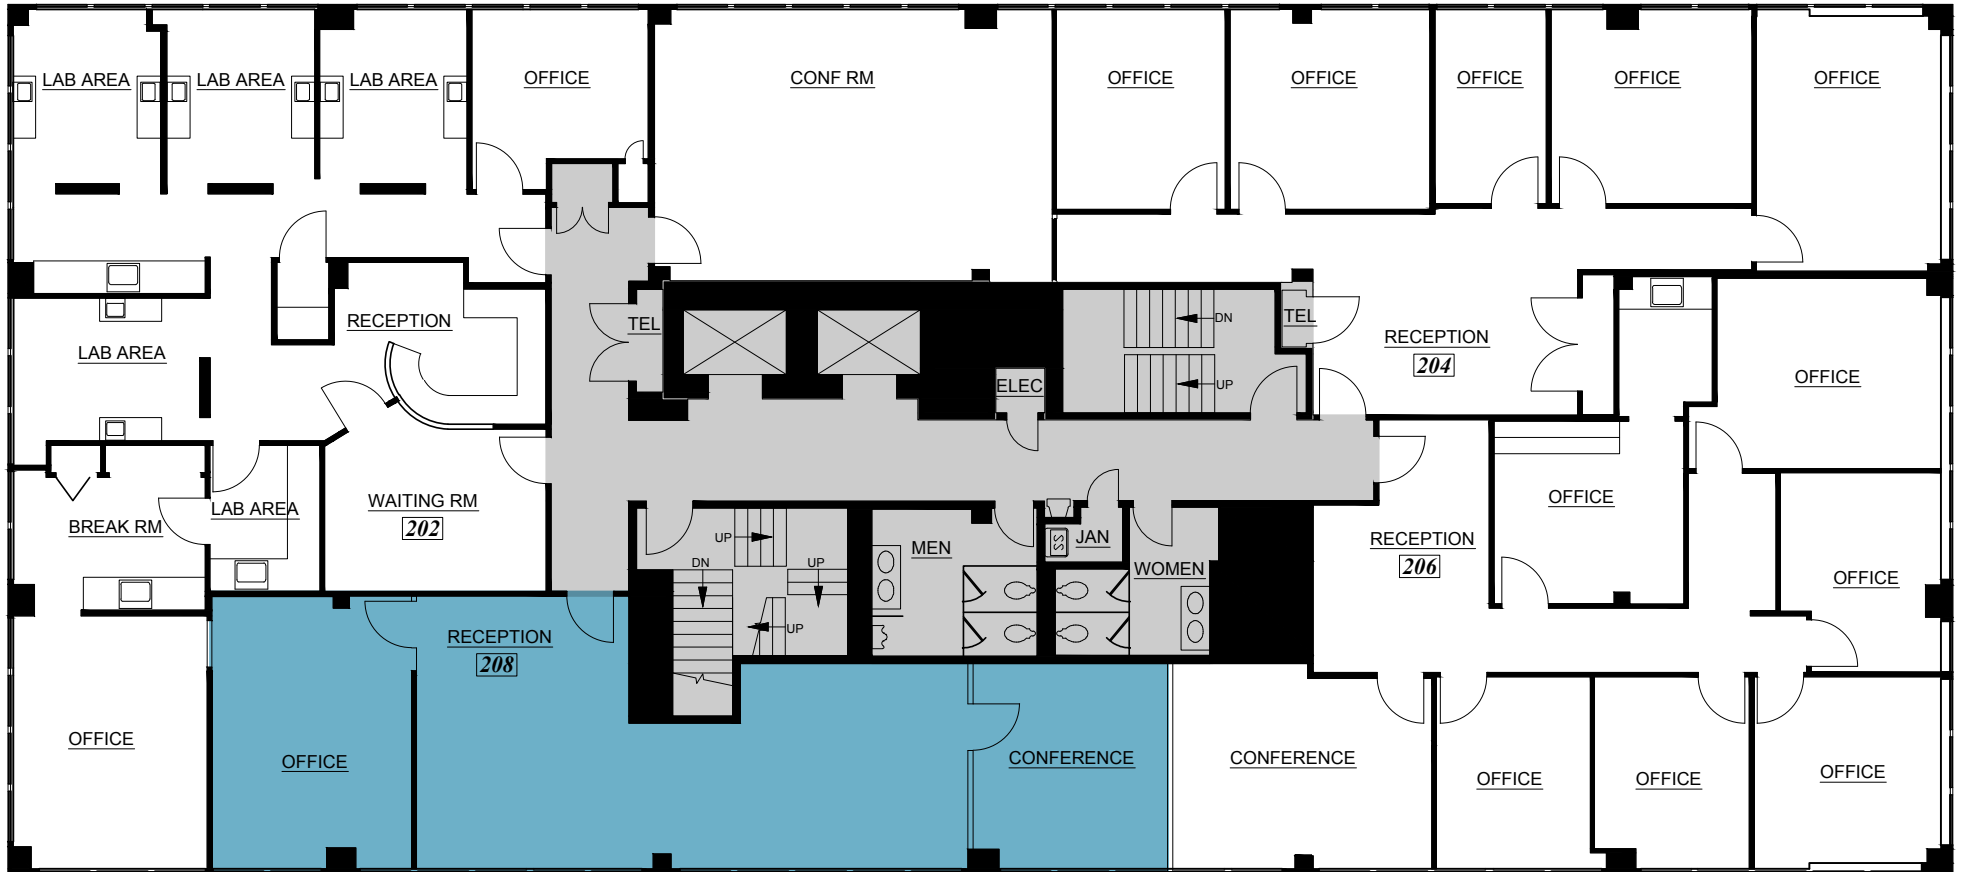 LAB AREA
LAB AREA
LAB AREA
OFFICE
CONF RM
OFFICE
OFFICE
OFFICE
OFFICE
OFFICE
RECEPTION
TEL
DN
UP
TEL
RECEPTION
204
LAB AREA
ELEC
OFFICE
WAITING RM
202
LAB AREA
BREAK RM
OFFICE
UP
DN
UP
UP
MEN
JAN
WOMEN
RECEPTION
206
OFFICE
RECEPTION
208
OFFICE
OFFICE
CONFERENCE
CONFERENCE
OFFICE
OFFICE
OFFICE
OFFICE